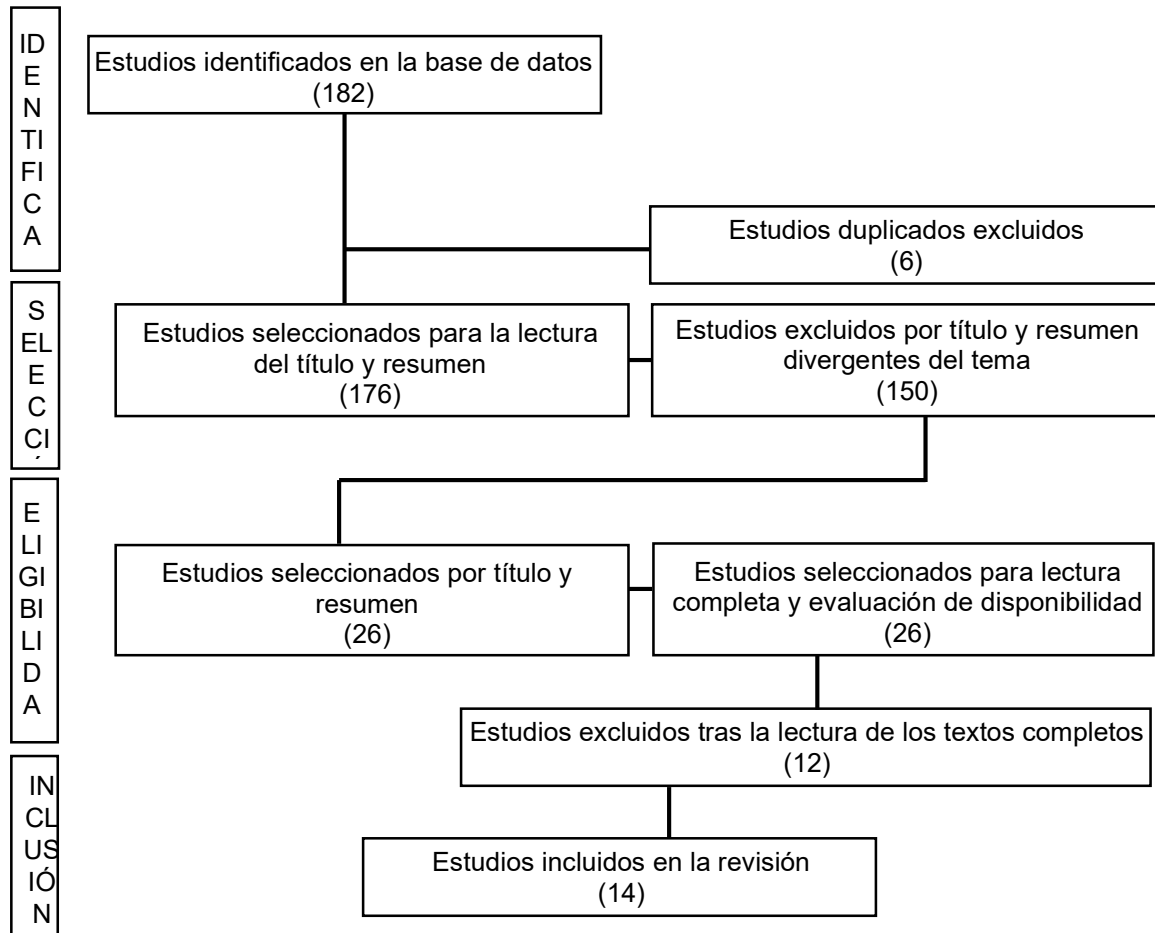 ID
E
N
TI
FI
C
A
Estudios identificados en la base de datos
(182)
Estudios duplicados excluidos
(6)
S
EL
E
C
CI
Estudios seleccionados para la lectura
del título y resumen
(176)
Estudios excluidos por título y resumen
divergentes del tema
(150)
E
LI
GI
BI
LI
D
A
Estudios seleccionados por título y
resumen
(26)
Estudios seleccionados para lectura
completa y evaluación de disponibilidad
(26)
Estudios excluidos tras la lectura de los textos completos
(12)
IN
CL
US
IÓ
N
Estudios incluidos en la revisión
(14)